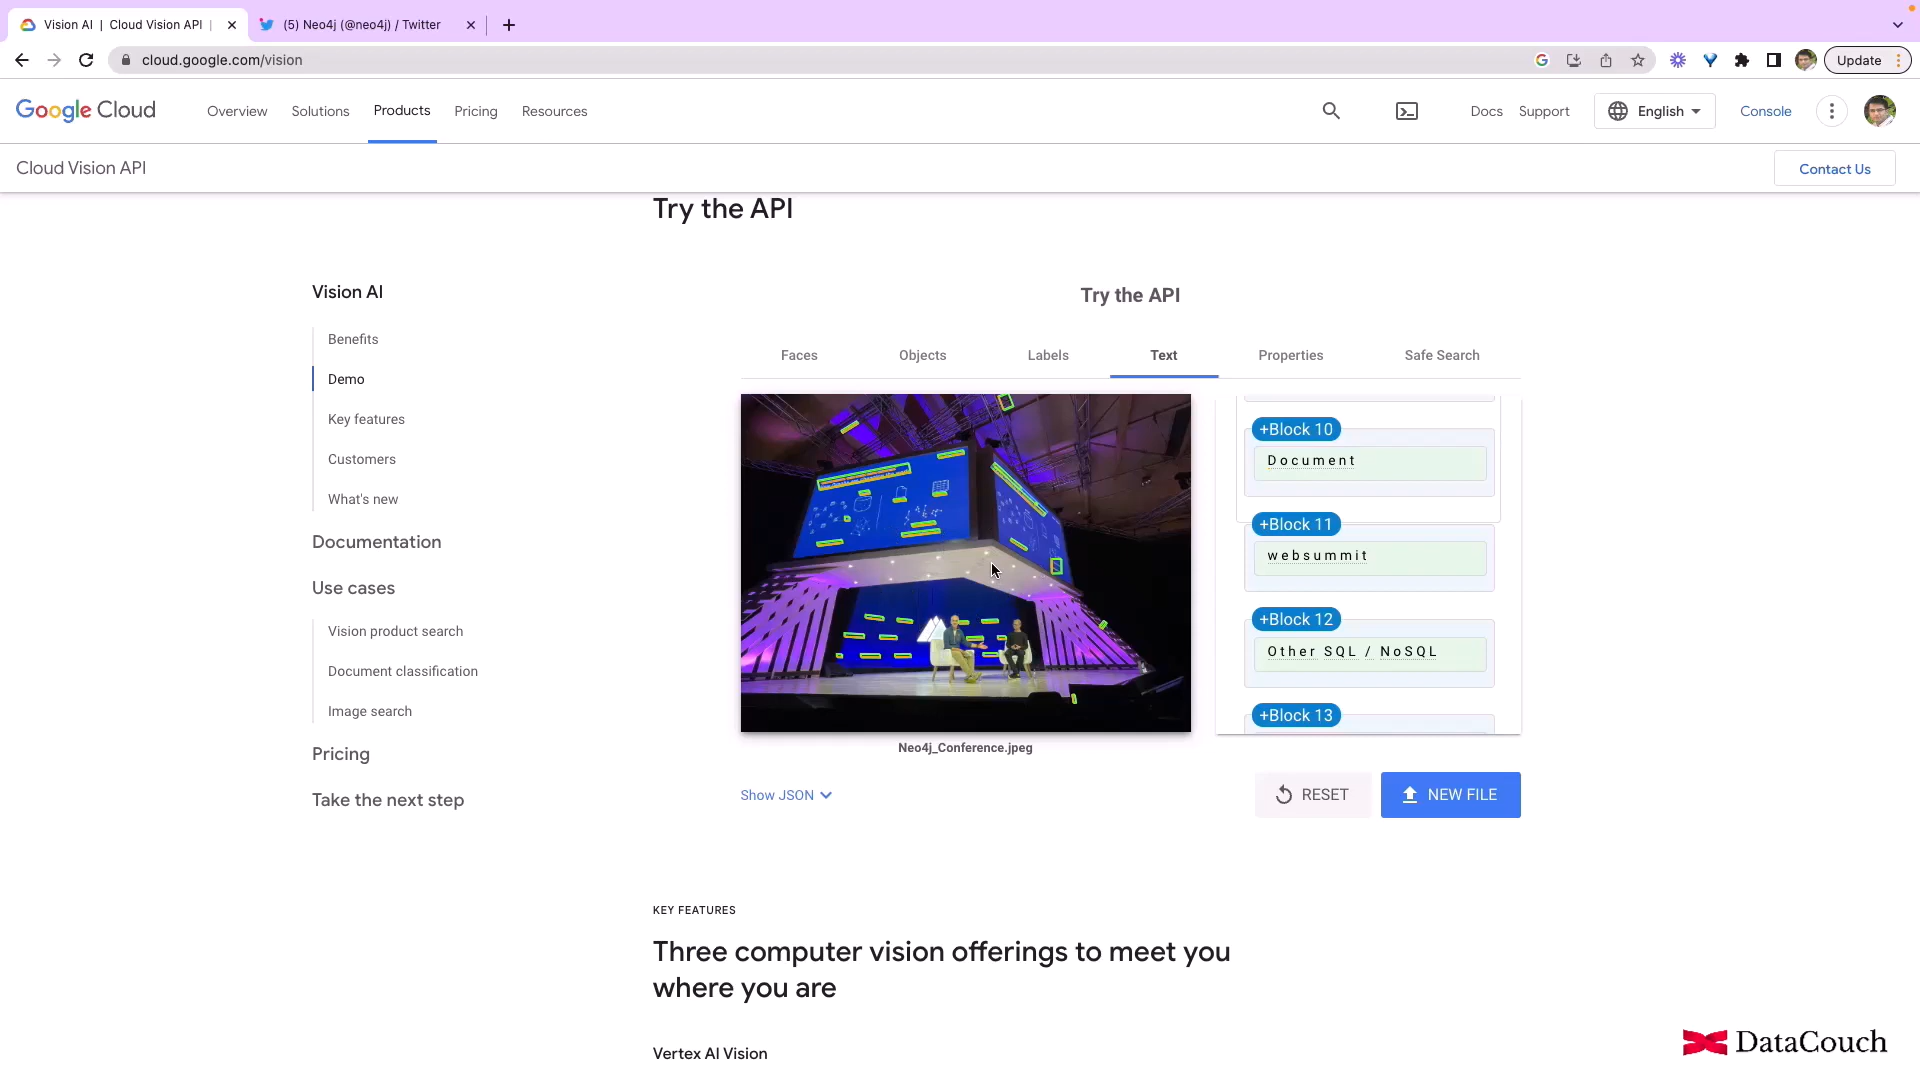 Vision AI | Cloud Vision API |
(5) Neo4j (@neo4j) / Twitter
cloud.google.com/vision
Update
Google Cloud
Overview
Solutions
Products
Pricing
Resources
Docs
Support
English
Console
Cloud Vision API
Contact Us
Try the API
Vision AI
Benefits
Demo
Key features
Customers
What's new
Documentation
Use cases
Vision product search
Document classification
Image search
Pricing
Take the next step
Try the API
Faces
Objects
Labels
Text
Properties
Safe Search
+Block 10
Document
+Block 11
websummit
+Block 12
Other SQL / NoSQL
+Block 13
Neo4j_Conference.jpeg
Show JSON
RESET
NEW FILE
KEY FEATURES
Three computer vision offerings to meet you
where you are
Vertex AI Vision
DataCouch